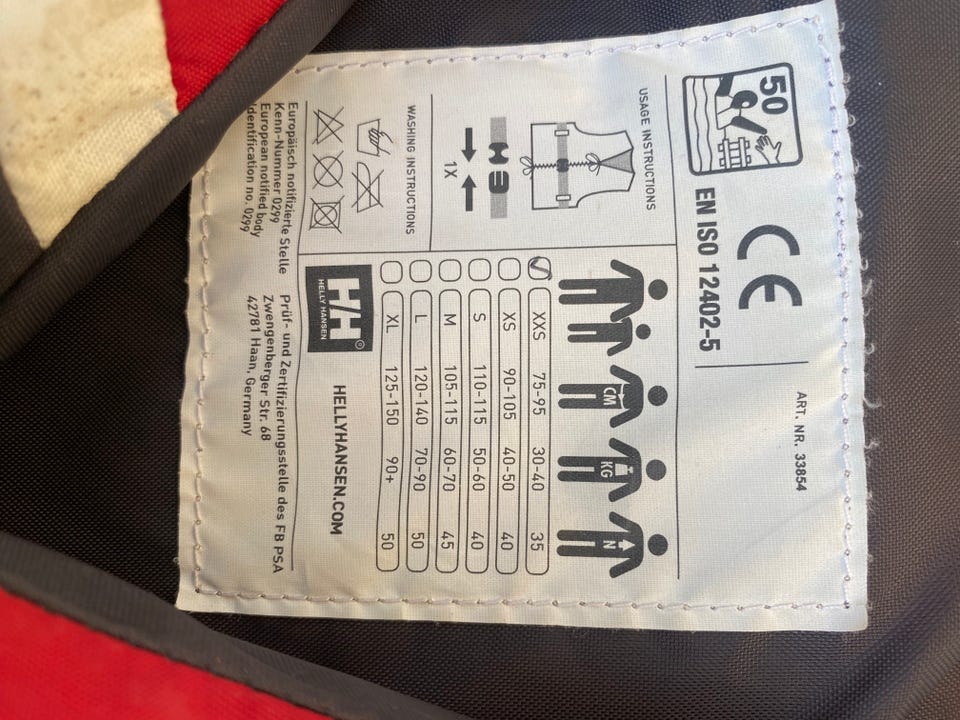 50
CE
EN ISO 12402-5
ART. NR. 33854
USAGE INSTRUCTIONS
1X
WASHING INSTRUCTIONS
CM
KG
N
XXS 75-95 30-40 35
XS 90-105 40-50 40
S 110-115 50-60 40
M 105-115 60-70 45
L 120-140 70-90 50
XL 125-150 90+ 50
HH®
HELLY HANSEN
HELLYHANSEN.COM
Europäisch notifizierte Stelle
Kenn-Nummer 0299
European notified body
Identification no. 0299
Prüf- und Zertifizierungsstelle des FB PSA
Zwengenberger Str. 68
42781 Haan, Germany